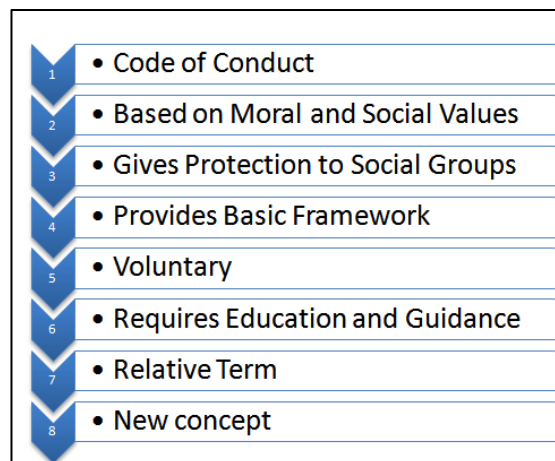 1 • Code of Conduct
2 • Based on Moral and Social Values
3 • Gives Protection to Social Groups
4 • Provides Basic Framework
5 • Voluntary
6 • Requires Education and Guidance
7 • Relative Term
8 • New concept